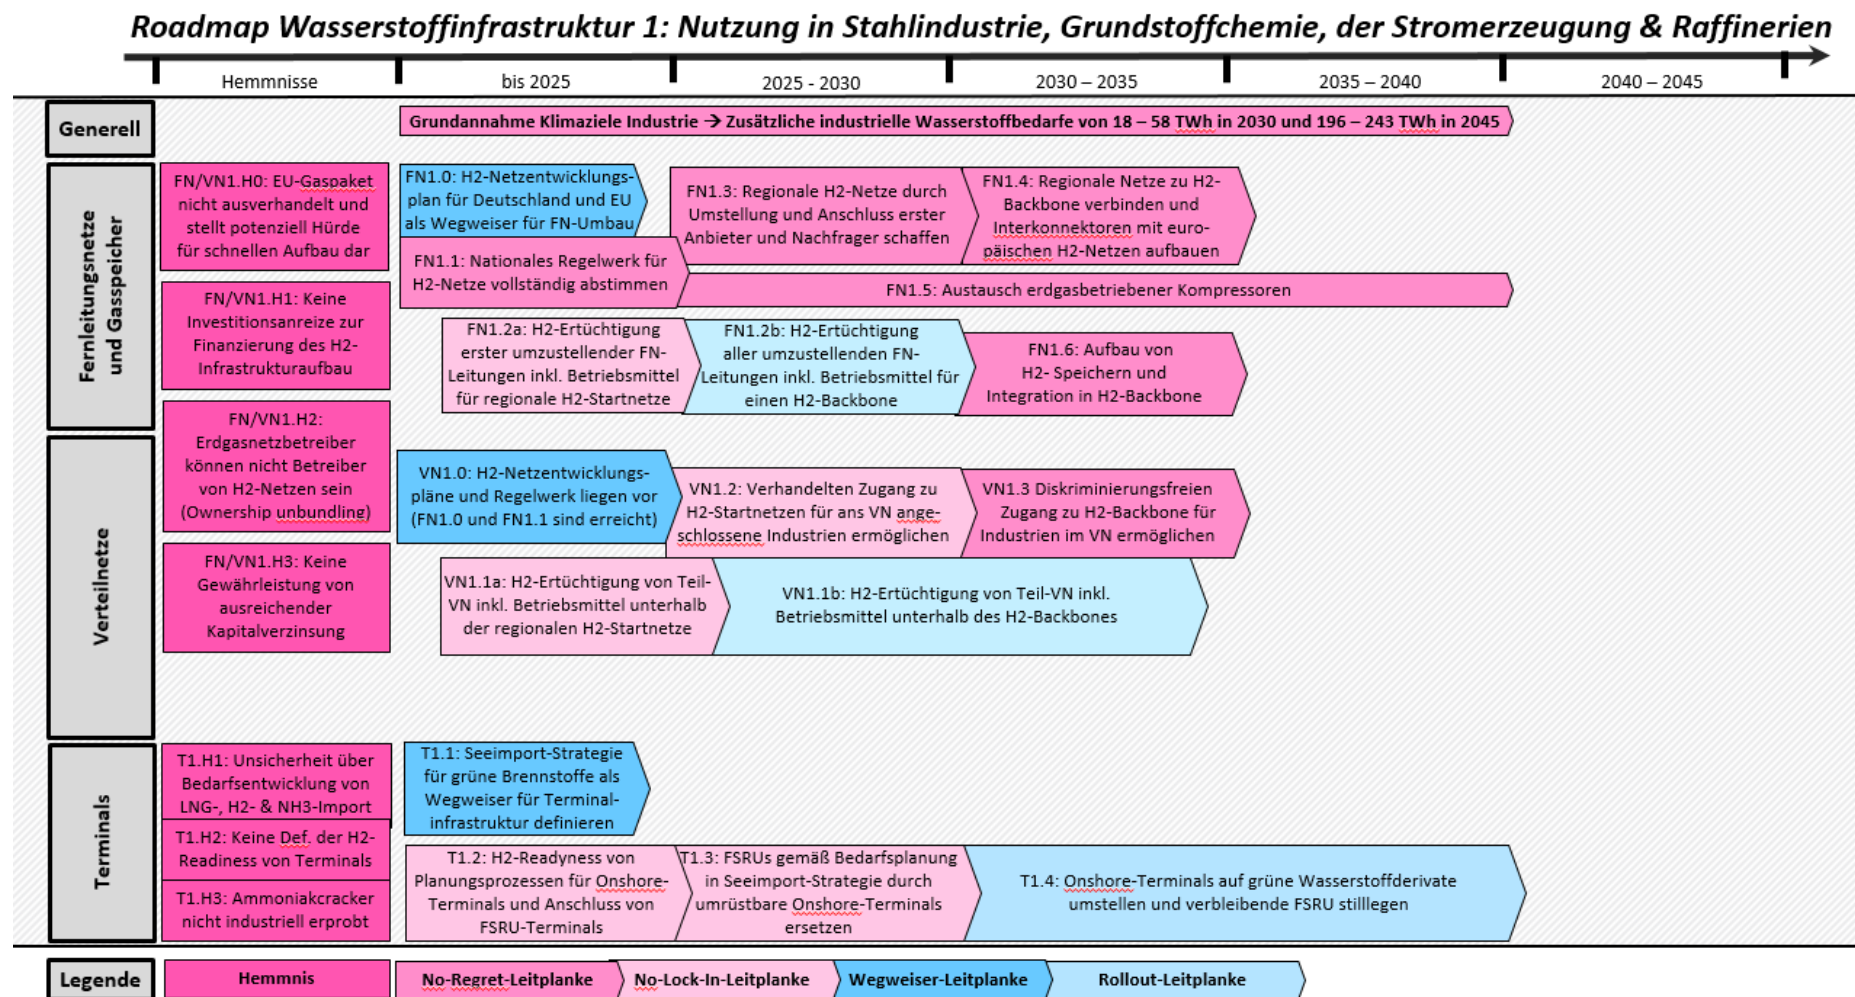 Roadmap Wasserstoffinfrastruktur 1: Nutzung in Stahlindustrie, Grundstoffchemie, der Stromerzeugung & Raffinerien
Hemmnisse
bis 2025
2025 - 2030
2030 – 2035
2035 – 2040
2040 – 2045
Generell
Grundannahme Klimaziele Industrie → Zusätzliche industrielle Wasserstoffbedarfe von 18 – 58 TWh in 2030 und 196 – 243 TWh in 2045
Fernleitungsnetze
und Gasspeicher
FN/VN1.H0: EU-Gaspaket
nicht ausverhandelt und
stellt potenziell Hürde
für schnellen Aufbau dar
FN/VN1.H1: Keine
Investitionsanreize zur
Finanzierung des H2-
Infrastrukturaufbau
FN/VN1.H2:
Erdgasnetzbetreiber
können nicht Betreiber
von H2-Netzen sein
(Ownership unbundling)
FN/VN1.H3: Keine
Gewährleistung von
ausreichender
Kapitalverzinsung
FN1.0: H2-Netzentwicklungs-
plan für Deutschland und EU
als Wegweiser für FN-Umbau
FN1.1: Nationales Regelwerk für
H2-Netze vollständig abstimmen
FN1.3: Regionale H2-Netze durch
Umstellung und Anschluss erster
Anbieter und Nachfrager schaffen
FN1.4: Regionale Netze zu H2-
Backbone verbinden und
Interkonnektoren mit euro-
päischen H2-Netzen aufbauen
FN1.5: Austausch erdgasbetriebener Kompressoren
FN1.2a: H2-Ertüchtigung
erster umzustellender FN-
Leitungen inkl. Betriebsmittel
für regionale H2-Startnetze
FN1.2b: H2-Ertüchtigung
aller umzustellenden FN-
Leitungen inkl. Betriebsmittel für
einen H2-Backbone
FN1.6: Aufbau von
H2- Speichern und
Integration in H2-Backbone
Verteilnetze
VN1.0: H2-Netzentwicklungs-
pläne und Regelwerk liegen vor
(FN1.0 und FN1.1 sind erreicht)
VN1.2: Verhandelten Zugang zu
H2-Startnetzen für ans VN ange-
schlossene Industrien ermöglichen
VN1.3 Diskriminierungsfreien
Zugang zu H2-Backbone für
Industrien im VN ermöglichen
VN1.1a: H2-Ertüchtigung von Teil-
VN inkl. Betriebsmittel unterhalb
der regionalen H2-Startnetze
VN1.1b: H2-Ertüchtigung von Teil-VN inkl.
Betriebsmittel unterhalb des H2-Backbones
Terminals
T1.H1: Unsicherheit über
Bedarfsentwicklung von
LNG-, H2- & NH3-Import
T1.H2: Keine Def. der H2-
Readiness von Terminals
T1.H3: Ammoniakcracker
nicht industriell erprobt
T1.1: Seeimport-Strategie
für grüne Brennstoffe als
Wegweiser für Terminal-
infrastruktur definieren
T1.2: H2-Readyness von
Planungsprozessen für Onshore-
Terminals und Anschluss von
FSRU-Terminals
T1.3: FSRUs gemäß Bedarfsplanung
in Seeimport-Strategie durch
umrüstbare Onshore-Terminals
ersetzen
T1.4: Onshore-Terminals auf grüne Wasserstoffderivate
umstellen und verbleibende FSRU stilllegen
Legende
Hemmnis
No-Regret-Leitplanke
No-Lock-In-Leitplanke
Wegweiser-Leitplanke
Rollout-Leitplanke